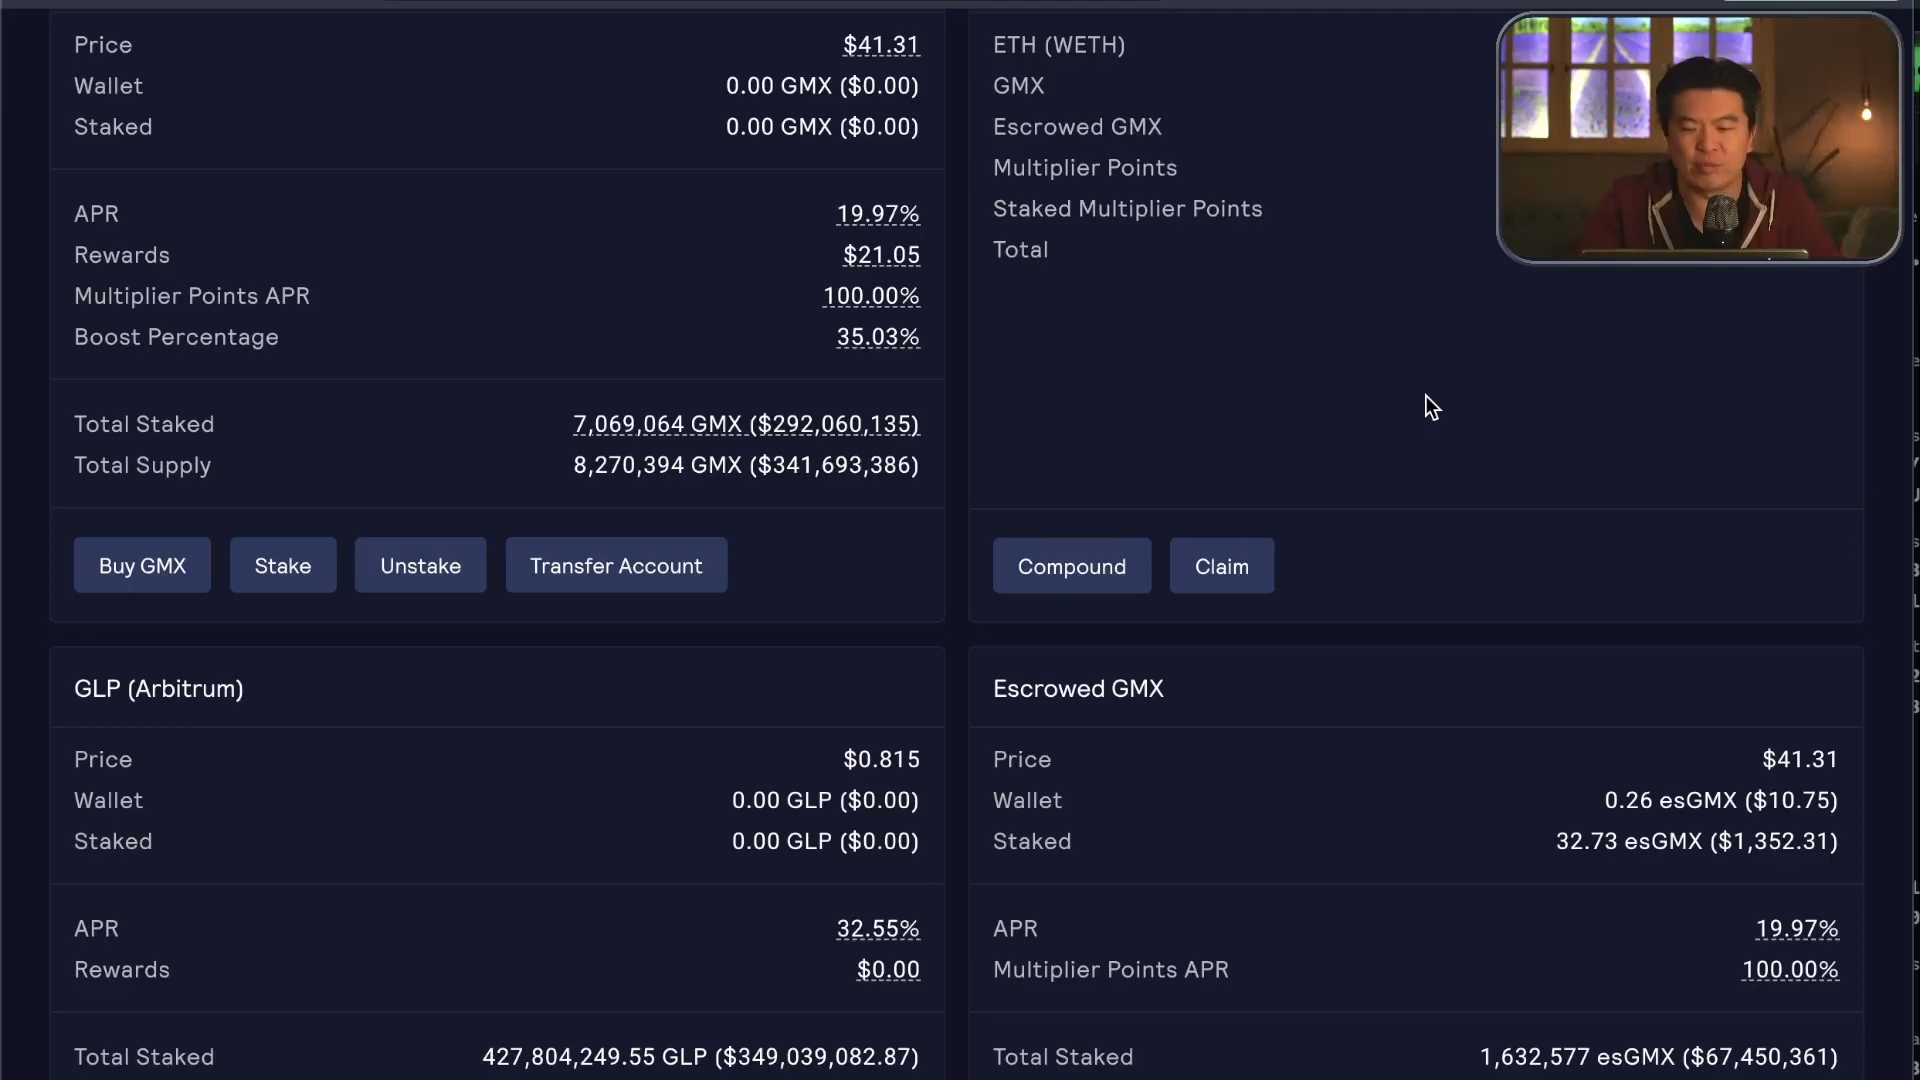 Price $41.31
Wallet 0.00 GMX ($0.00)
Staked 0.00 GMX ($0.00)
APR 19.97%
Rewards $21.05
Multiplier Points APR 100.00%
Boost Percentage 35.03%
Total Staked 7,069,064 GMX ($292,060,135)
Total Supply 8,270,394 GMX ($341,693,386)
Buy GMX Stake Unstake Transfer Account
ETH (WETH)
GMX
Escrowed GMX
Multiplier Points
Staked Multiplier Points
Total
Compound Claim
GLP (Arbitrum)
Price $0.815
Wallet 0.00 GLP ($0.00)
Staked 0.00 GLP ($0.00)
APR 32.55%
Rewards $0.00
Total Staked 427,804,249.55 GLP ($349,039,082.87)
Escrowed GMX
Price $41.31
Wallet 0.26 esGMX ($10.75)
Staked 32.73 esGMX ($1,352.31)
APR 19.97%
Multiplier Points APR 100.00%
Total Staked 1,632,577 esGMX ($67,450,361)